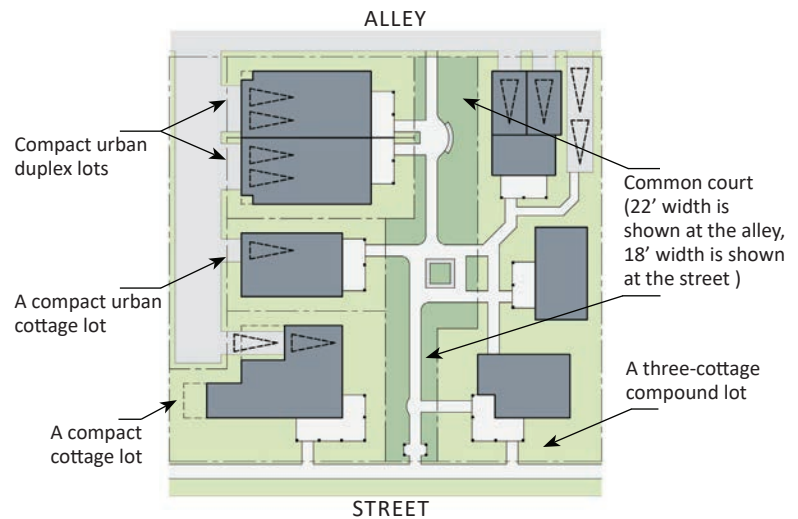 ALLEY
Compact urban
duplex lots
A compact urban
cottage lot
A compact
cottage lot
Common court
(22’ width is
shown at the alley,
18’ width is shown
at the street )
A three-cottage
compound lot
STREET